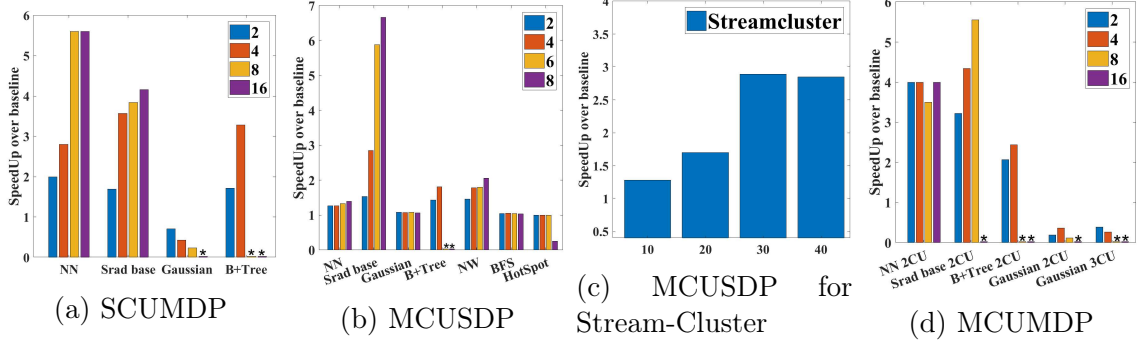 SpeedUp over baseline
6
5
4
3
2
1
0
2
4
8
16
* * *
NN Srad base Gaussian B+Tree
(a) SCUMDP
SpeedUp over baseline
7
6
5
4
3
2
1
0
2
4
6
8
**
NN Srad base Gaussian B+Tree NW BFS HotSpot
(b) MCUSDP
SpeedUp over baseline
4
3.5
3
2.5
2
1.5
1
0.5
Streamcluster
10 20 30 40
(c) MCUSDP for
Stream-Cluster
SpeedUp over baseline
6
5
4
3
2
1
0
2
4
8
16
* ** * **
NN 2CU Srad base 2CU B+Tree 2CU Gaussian 2CU Gaussian 3CU
(d) MCUMDP